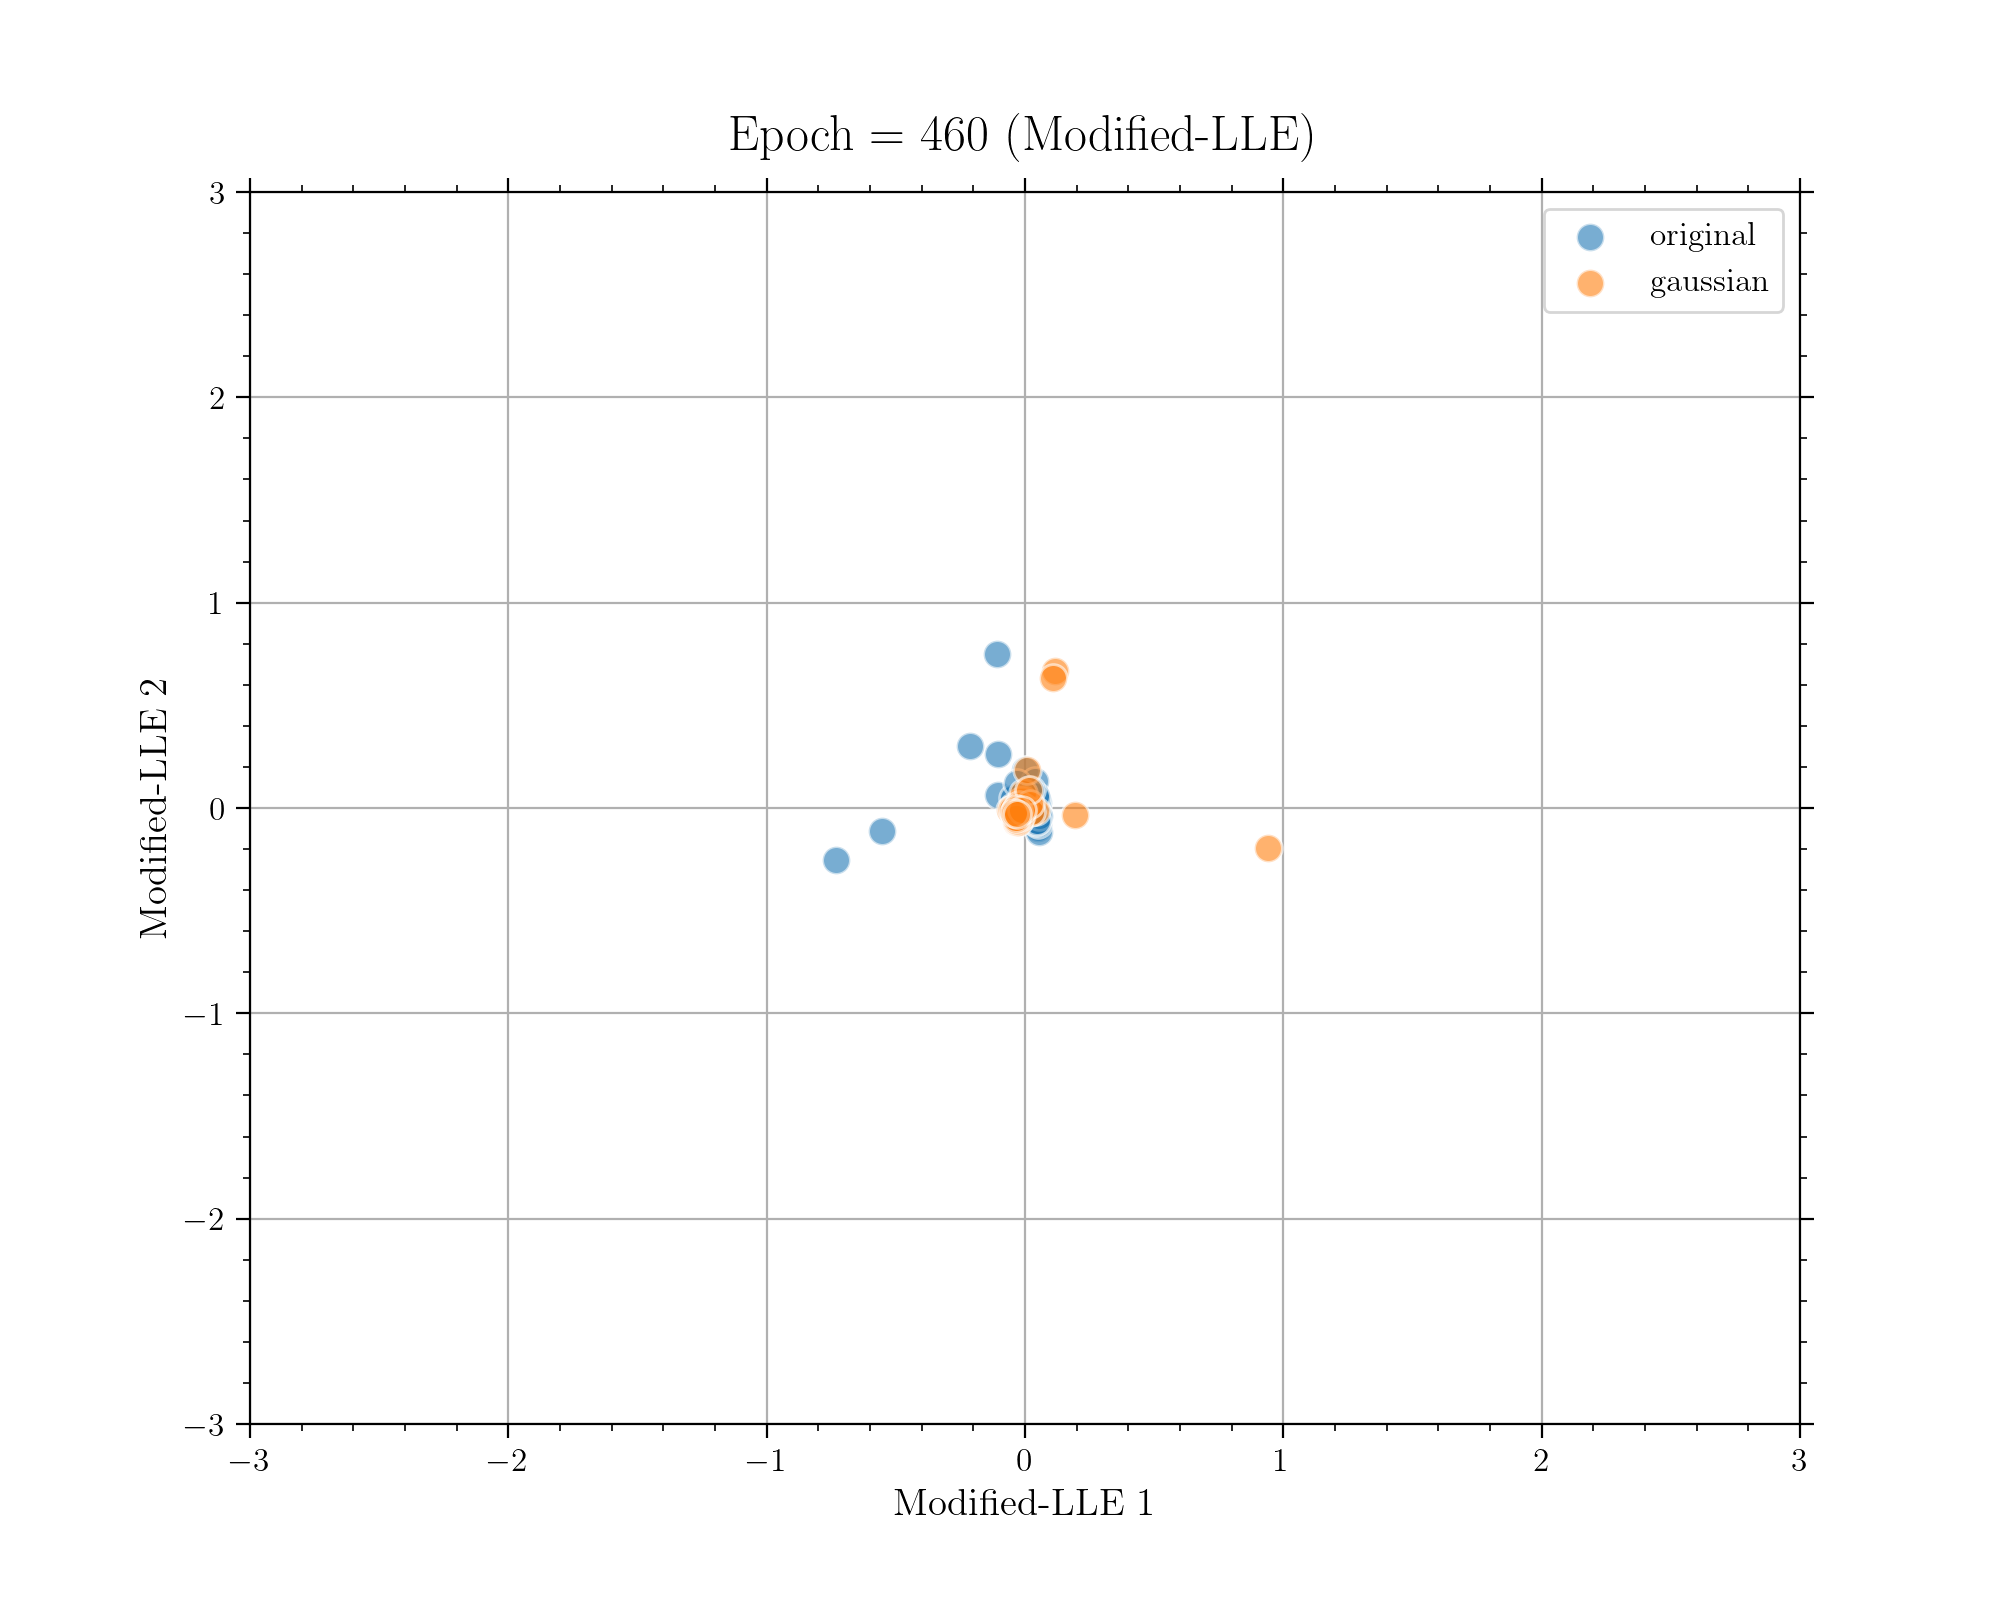 Epoch = 460 (Modified-LLE)
original
gaussian
3
2
1
0
−1
−2
−3
Modified-LLE 2
−3 −2 −1 0 1 2 3
Modified-LLE 1